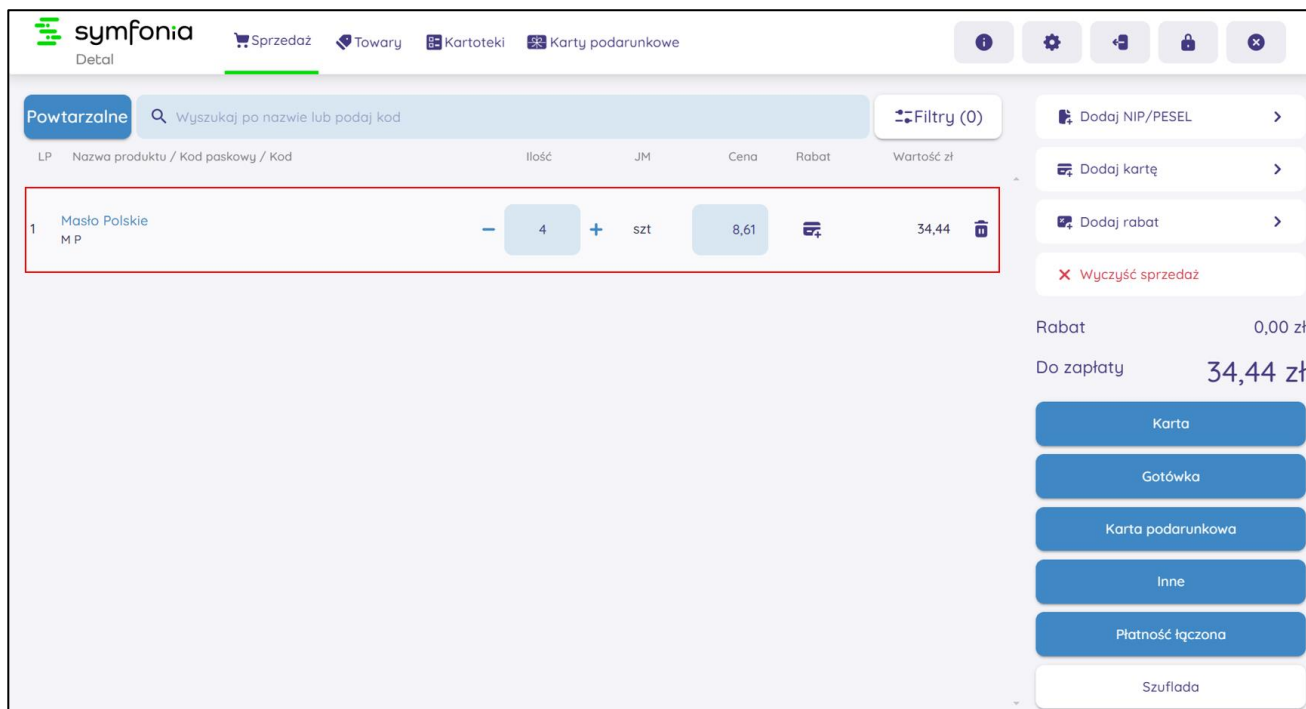 symfonia
Detal
Sprzedaż Towary Kartoteki Karty podarunkowe
Powtarzalne Wyszukaj po nazwie lub podaj kod Filtry (0)
LP Nazwa produktu / Kod paskowy / Kod Ilość JM Cena Rabat Wartość zł
1 Masło Polskie − 4 + szt 8,61 34,44
M P
Dodaj NIP/PESEL
Dodaj kartę
Dodaj rabat
Wyczyść sprzedaż
Rabat 0,00 zł
Do zapłaty 34,44 zł
Karta
Gotówka
Karta podarunkowa
Inne
Płatność łączona
Szuflada